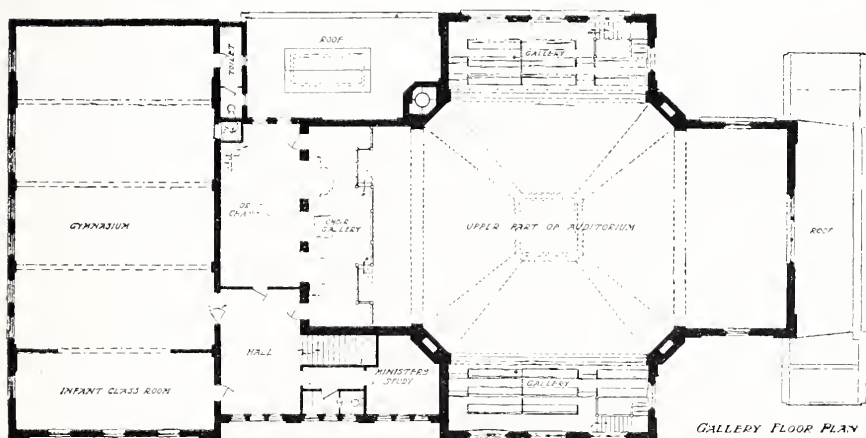 ROOF
GALLERY
TOILET
GYMNASIUM
CHOIR
GALLERY
UPPER PART OF AUDITORIUM
ROOF
HALL
MINISTER'S
STUDY
INFANT CLASS ROOM
GALLERY
GALLERY FLOOR PLAN